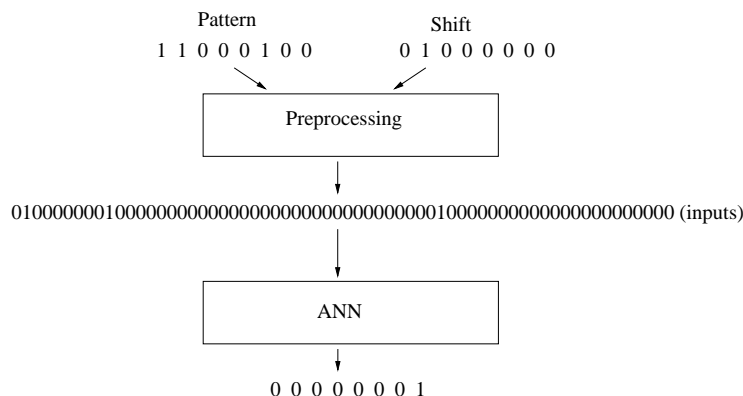 Pattern Shift
1 1 0 0 0 1 0 0 0 1 0 0 0 0 0 0
Preprocessing
0100000001000000000000000000000000000000010000000000000000000000 (inputs)
ANN
0 0 0 0 0 0 0 1